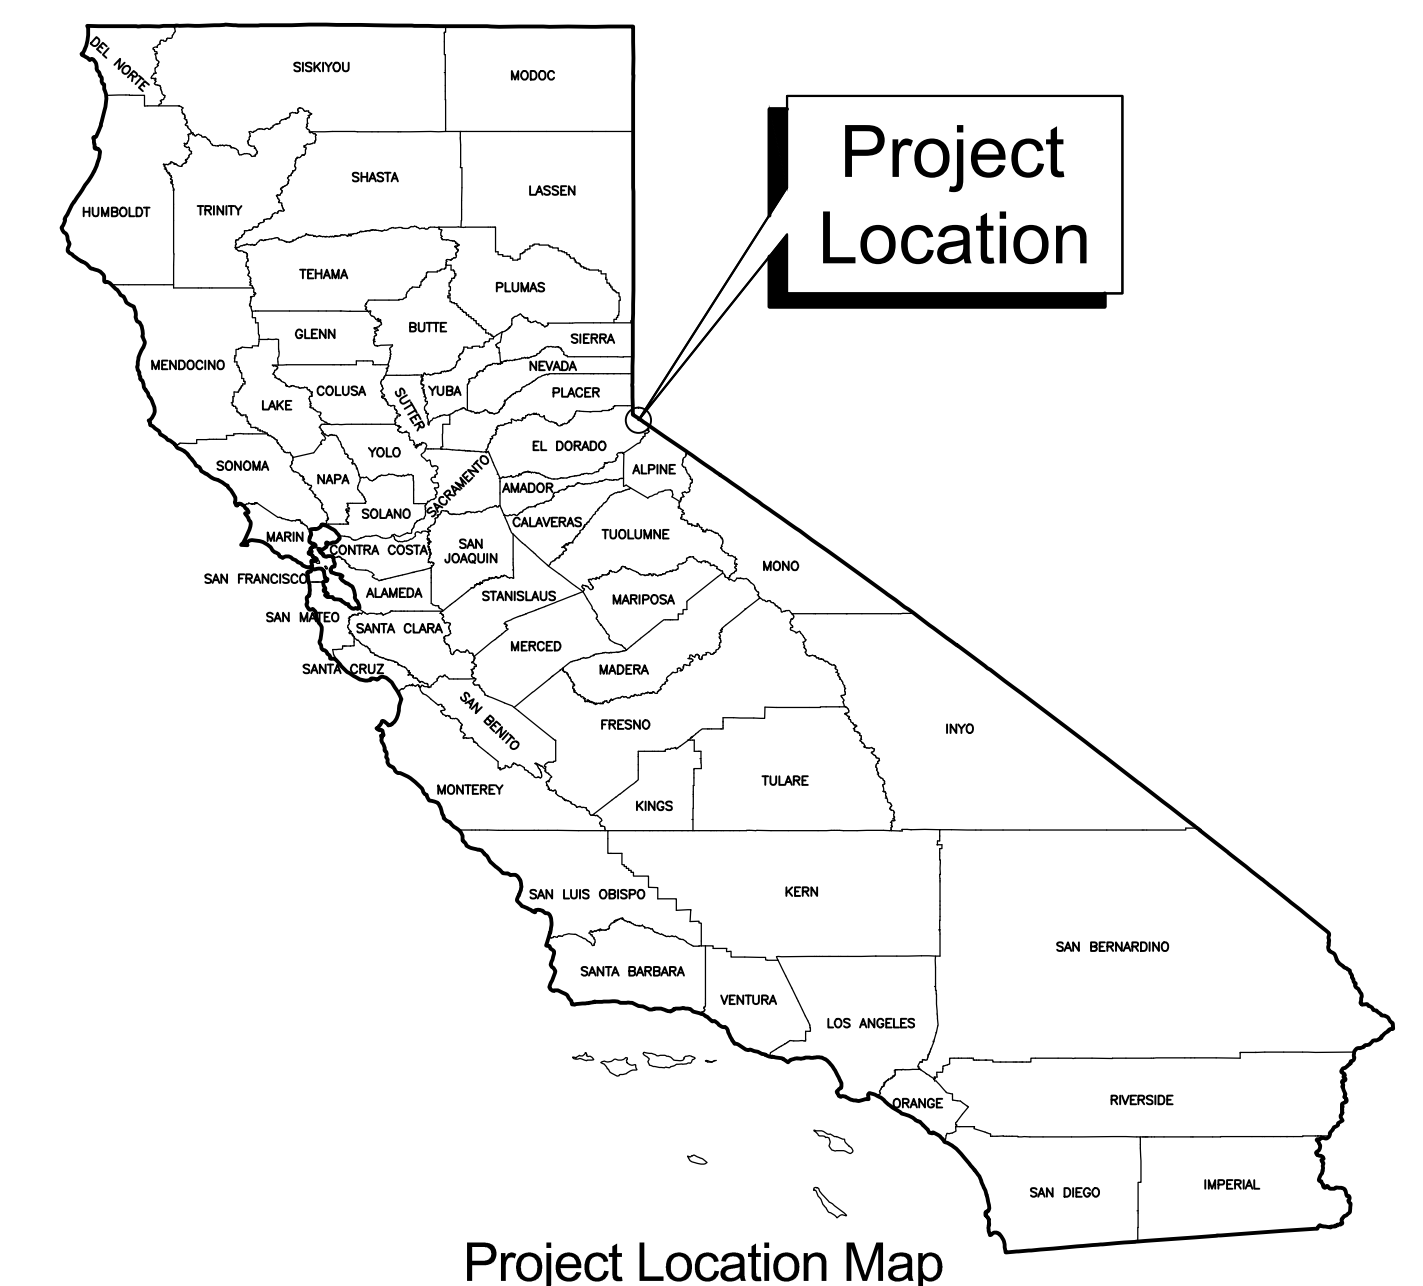 DEL NORTE
SISKIYOU
MODOC
Project
Location
SHASTA
LASSEN
HUMBOLDT
TRINITY
TEHAMA
PLUMAS
BUTTE
GLENN
SIERRA
MENDOCINO
NEVADA
COLUSA
SUTTER
YUBA
PLACER
LAKE
EL DORADO
YOLO
SONOMA
ALPINE
NAPA
SACRAMENTO
AMADOR
SOLANO
CALAVERAS
TUOLUMNE
MARIN
CONTRA COSTA
SAN
JOAQUIN
MONO
SAN FRANCISCO
ALAMEDA
STANISLAUS
MARIPOSA
SAN MATEO
SANTA CLARA
MERCED
SANTA CRUZ
MADERA
SAN BENITO
FRESNO
INYO
MONTEREY
TULARE
KINGS
SAN LUIS OBISPO
KERN
SAN BERNARDINO
SANTA BARBARA
VENTURA
LOS ANGELES
ORANGE
RIVERSIDE
SAN DIEGO
IMPERIAL
Project Location Map